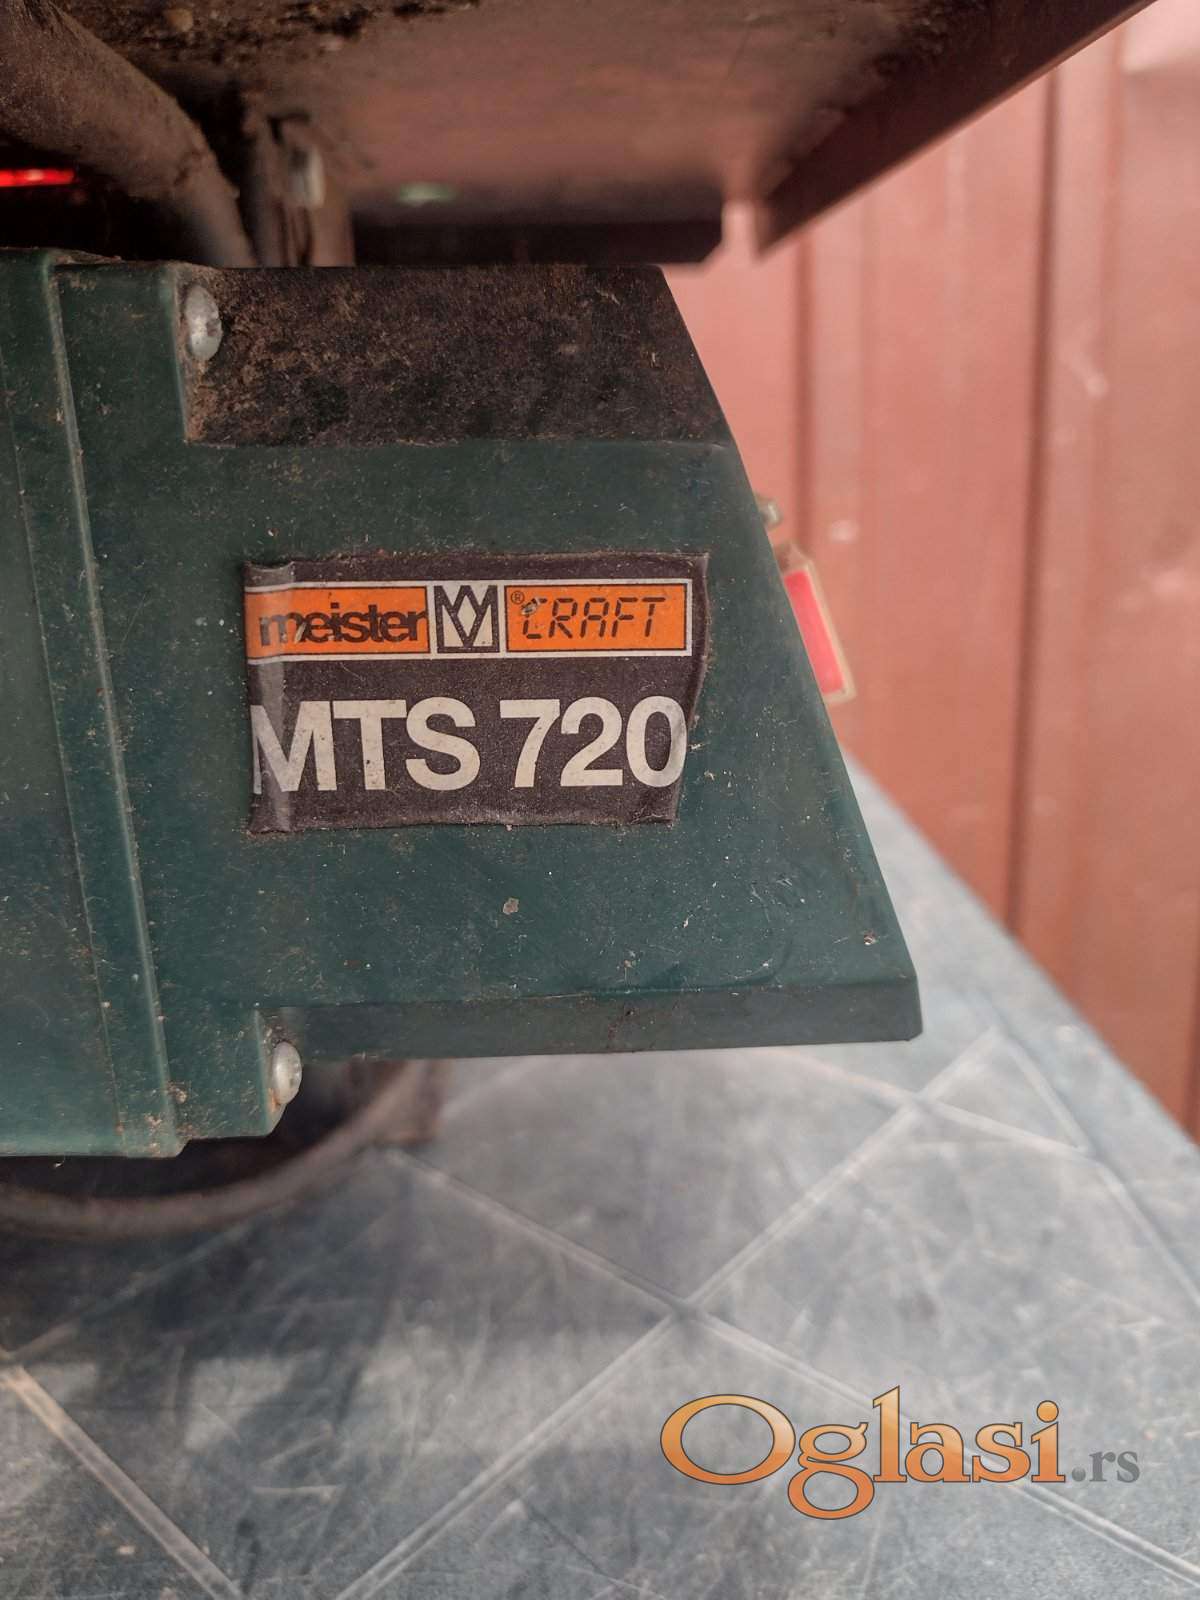 meister ® CRAFT
MTS 720
Oglasi.rs